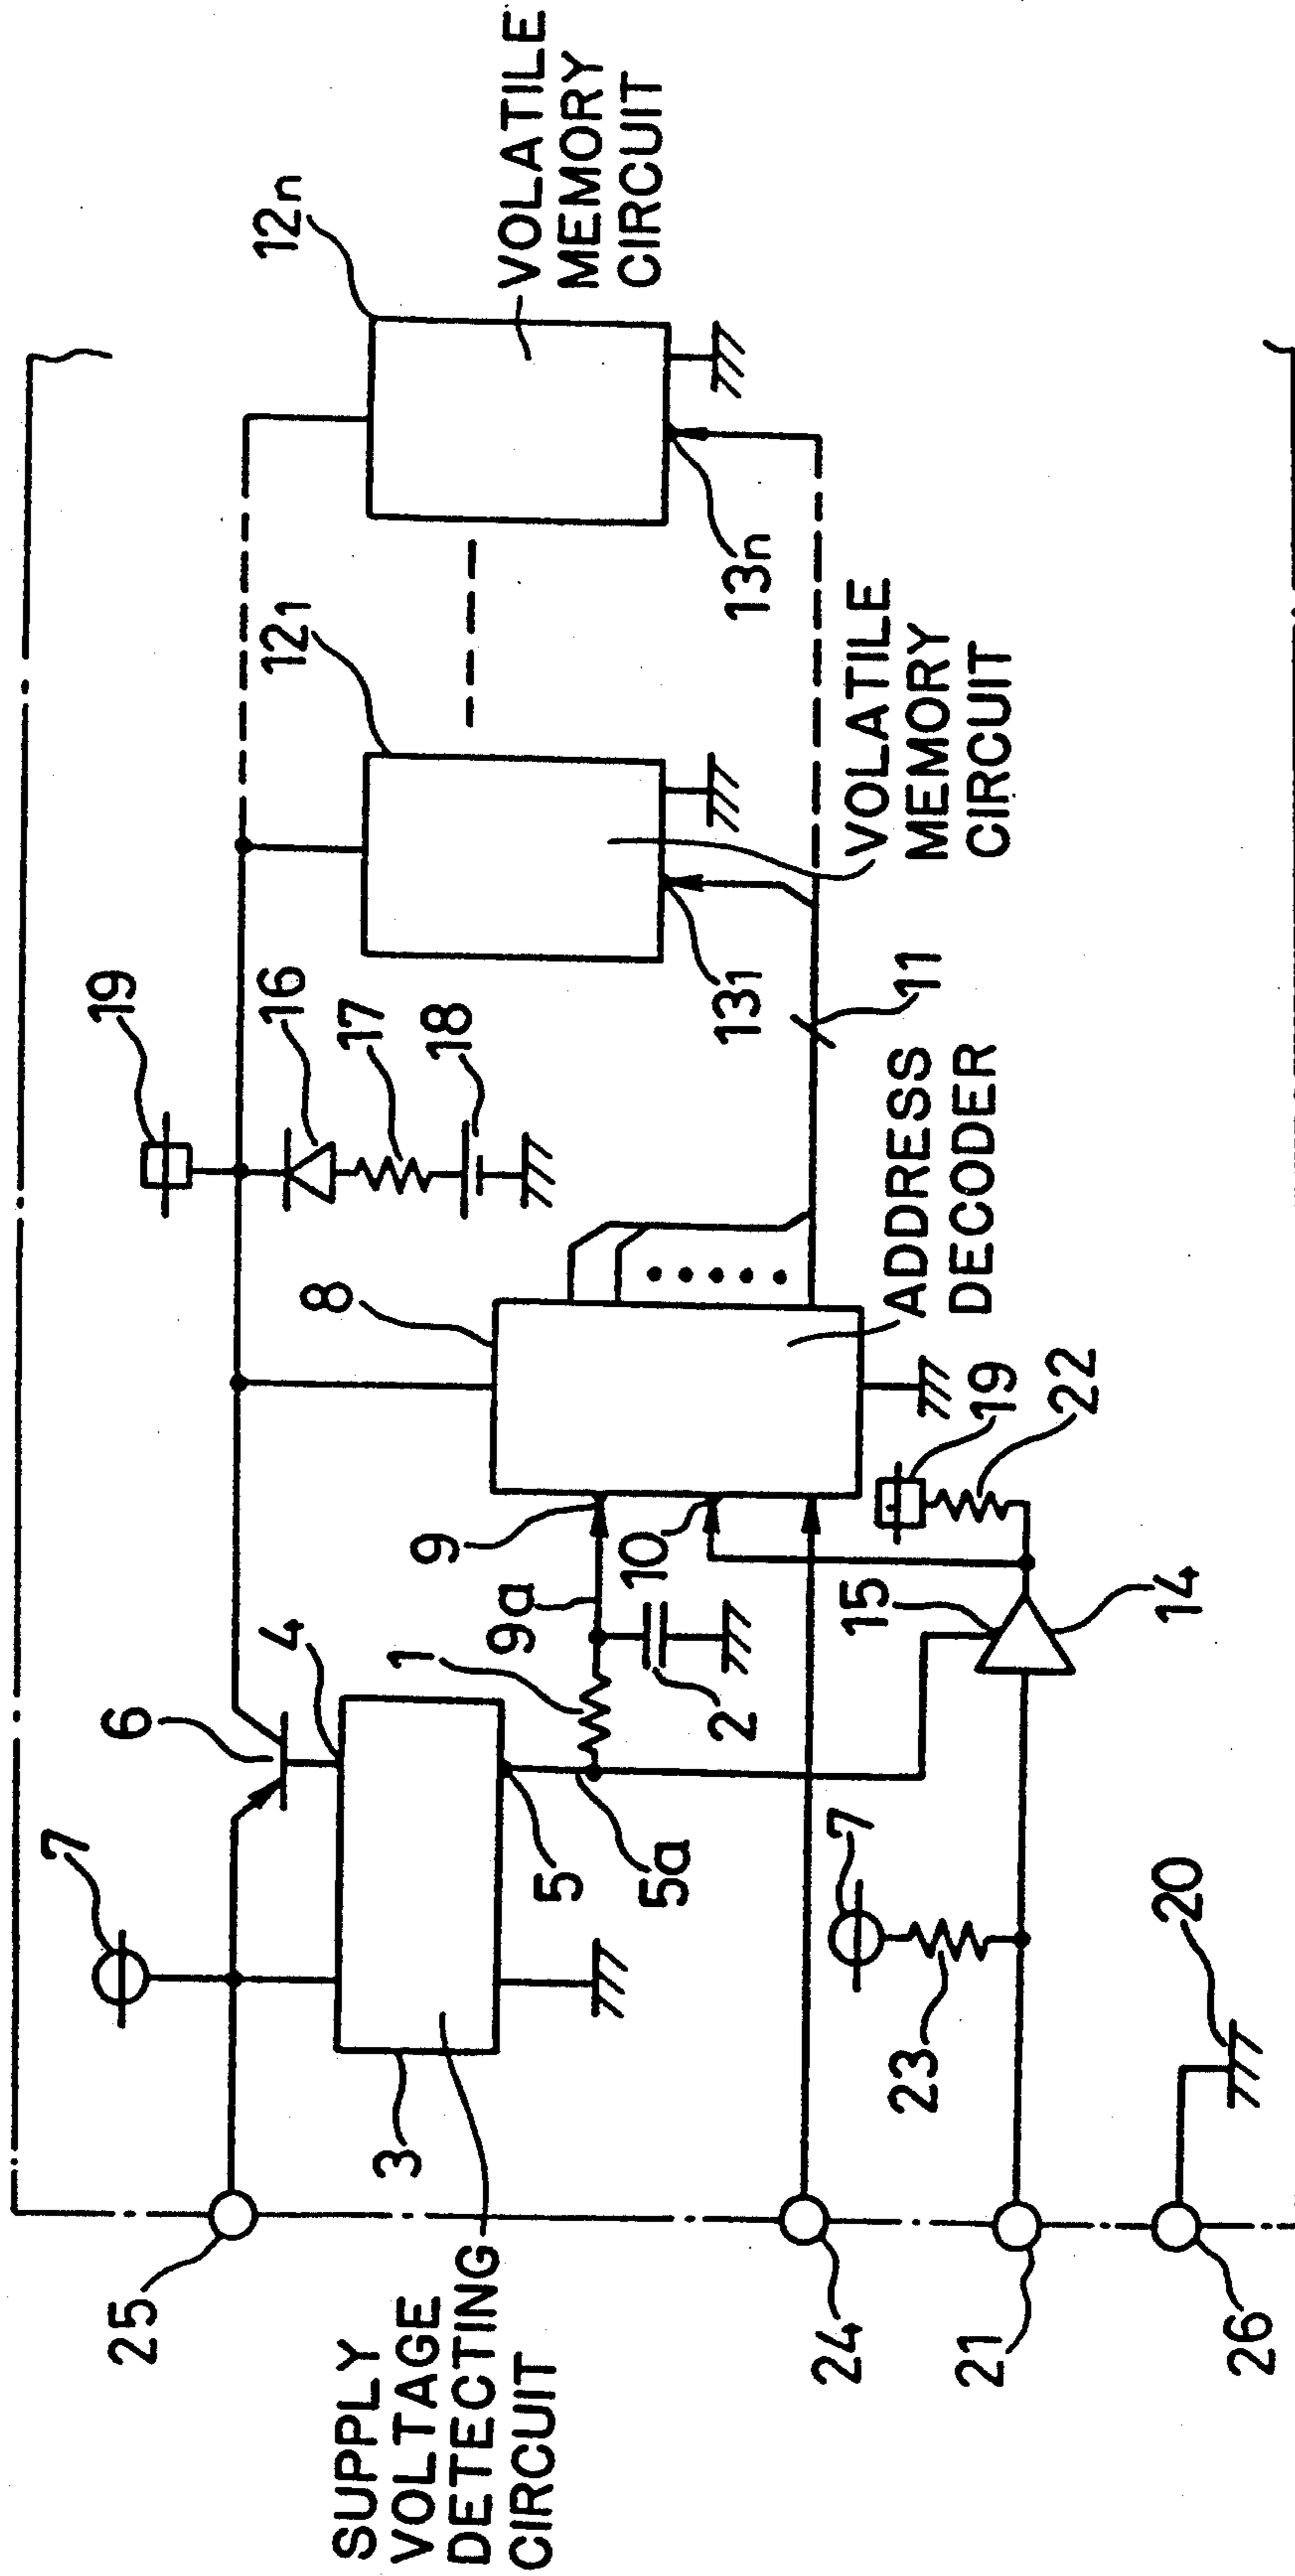 7
6
4
8
19
16
17
18
12₁
12n
VOLATILE
MEMORY
CIRCUIT
25
3
SUPPLY
VOLTAGE
DETECTING
CIRCUIT
5
5a
1
2
9a
9
10
ADDRESS
DECODER
11
13₁
13n
VOLATILE
MEMORY
CIRCUIT
24
23
7
15
14
19
22
21
26
20